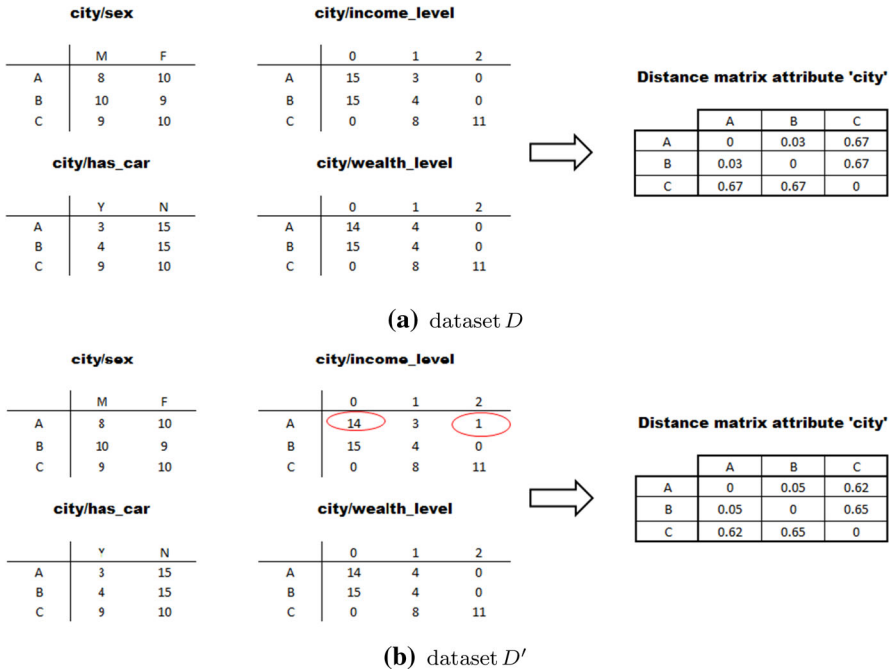 city/sex
M F
A 8 10
B 10 9
C 9 10
city/income_level
0 1 2
A 15 3 0
B 15 4 0
C 0 8 11
city/has_car
Y N
A 3 15
B 4 15
C 9 10
city/wealth_level
0 1 2
A 14 4 0
B 15 4 0
C 0 8 11
Distance matrix attribute 'city'
A B C
A 0 0.03 0.67
B 0.03 0 0.67
C 0.67 0.67 0
(a) dataset D
city/sex
M F
A 8 10
B 10 9
C 9 10
city/income_level
0 1 2
A 14 3 1
B 15 4 0
C 0 8 11
city/has_car
Y N
A 3 15
B 4 15
C 9 10
city/wealth_level
0 1 2
A 14 4 0
B 15 4 0
C 0 8 11
Distance matrix attribute 'city'
A B C
A 0 0.05 0.62
B 0.05 0 0.65
C 0.62 0.65 0
(b) dataset D′